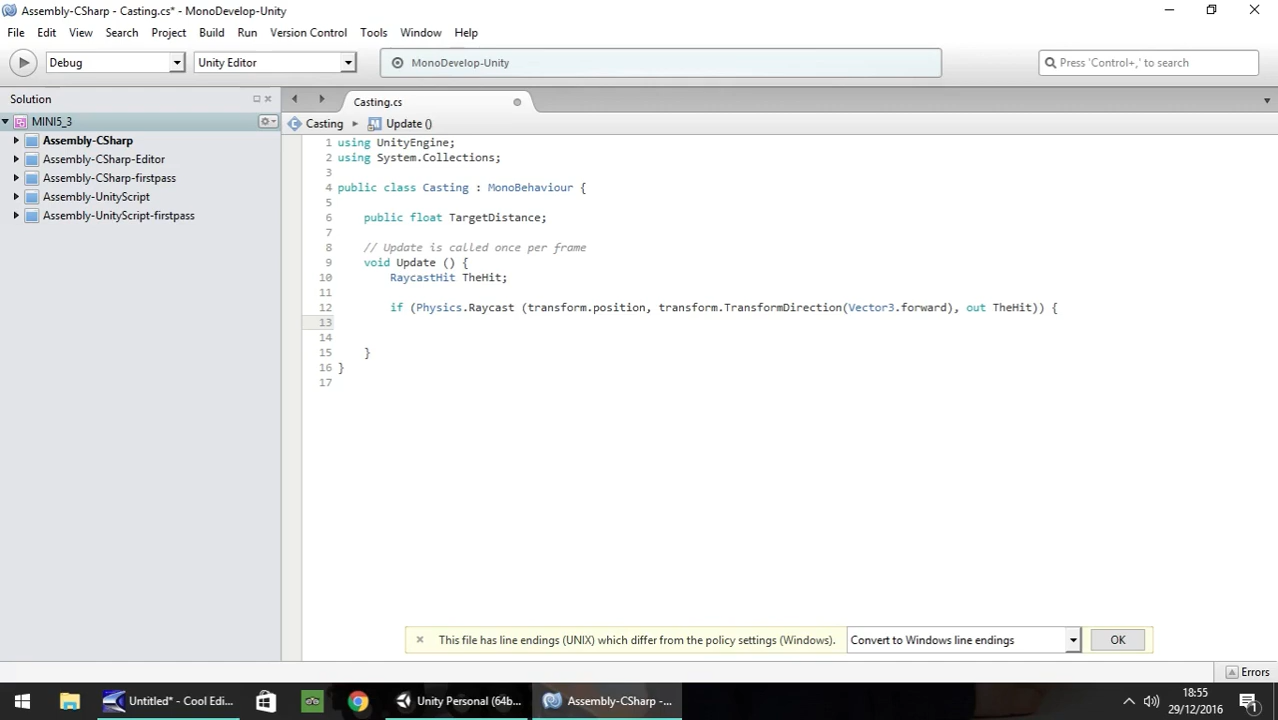 Assembly-CSharp - Casting.cs* - MonoDevelop-Unity
File Edit View Search Project Build Run Version Control Tools Window Help
Debug Unity Editor MonoDevelop-Unity Press 'Control+,' to search
Solution Casting.cs
MINI5_3 Casting Update ()
Assembly-CSharp
Assembly-CSharp-Editor
Assembly-CSharp-firstpass
Assembly-UnityScript
Assembly-UnityScript-firstpass
1 using UnityEngine;
2 using System.Collections;
3
4 public class Casting : MonoBehaviour {
5
6 public float TargetDistance;
7
8 // Update is called once per frame
9 void Update () {
10 RaycastHit TheHit;
11
12 if (Physics.Raycast (transform.position, transform.TransformDirection(Vector3.forward), out TheHit)) {
13
14
15 }
16 }
17
This file has line endings (UNIX) which differ from the policy settings (Windows). Convert to Windows line endings OK
Errors
Untitled* - Cool Edi... Unity Personal (64b... Assembly-CSharp -... 18:55
29/12/2016 1